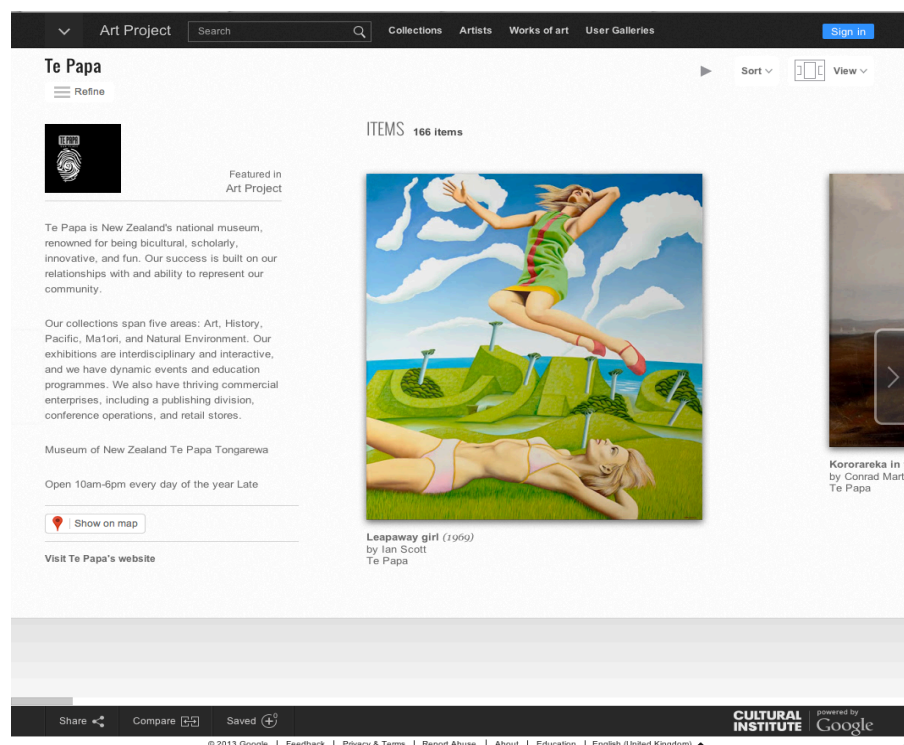 Art Project
Search
Collections
Artists
Works of art
User Galleries
Sign in
Te Papa
Refine
Sort
View
ITEMS 166 items
TE PAPA
Featured in
Art Project
Te Papa is New Zealand's national museum,
renowned for being bicultural, scholarly,
innovative, and fun. Our success is built on our
relationships with and ability to represent our
community.
Our collections span five areas: Art, History,
Pacific, Ma1ori, and Natural Environment. Our
exhibitions are interdisciplinary and interactive,
and we have dynamic events and education
programmes. We also have thriving commercial
enterprises, including a publishing division,
conference operations, and retail stores.
Museum of New Zealand Te Papa Tongarewa
Open 10am-6pm every day of the year Late
Show on map
Visit Te Papa's website
Leapaway girl (1969)
by Ian Scott
Te Papa
Kororareka in
by Conrad Mart
Te Papa
Share
Compare
Saved 0
CULTURAL
INSTITUTE
powered by
Google
© 2013 Google | Feedback | Privacy & Terms | Report Abuse | About | Education | English (United Kingdom)